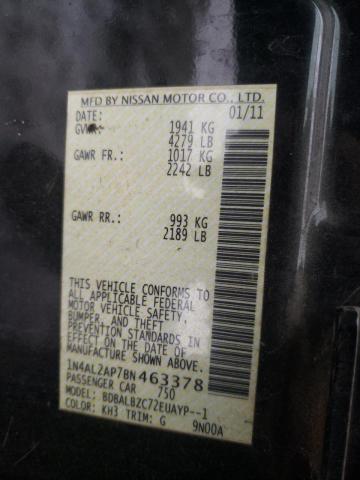 MFD BY NISSAN MOTOR CO., LTD.
DATE: 01/11
GVWR: 1941 KG
4279 LB
GAWR FR.: 1017 KG
2242 LB
GAWR RR.: 993 KG
2189 LB
THIS VEHICLE CONFORMS TO
ALL APPLICABLE FEDERAL
MOTOR VEHICLE SAFETY,
BUMPER, AND THEFT
PREVENTION STANDARDS IN
EFFECT ON THE DATE OF
MANUFACTURE SHOWN ABOVE.
1N4AL2AP7BN463378
PASSENGER CAR 750
MODEL: BDBALBZC72EUAYP--1
COLOR: KH3 TRIM: G 9N00A